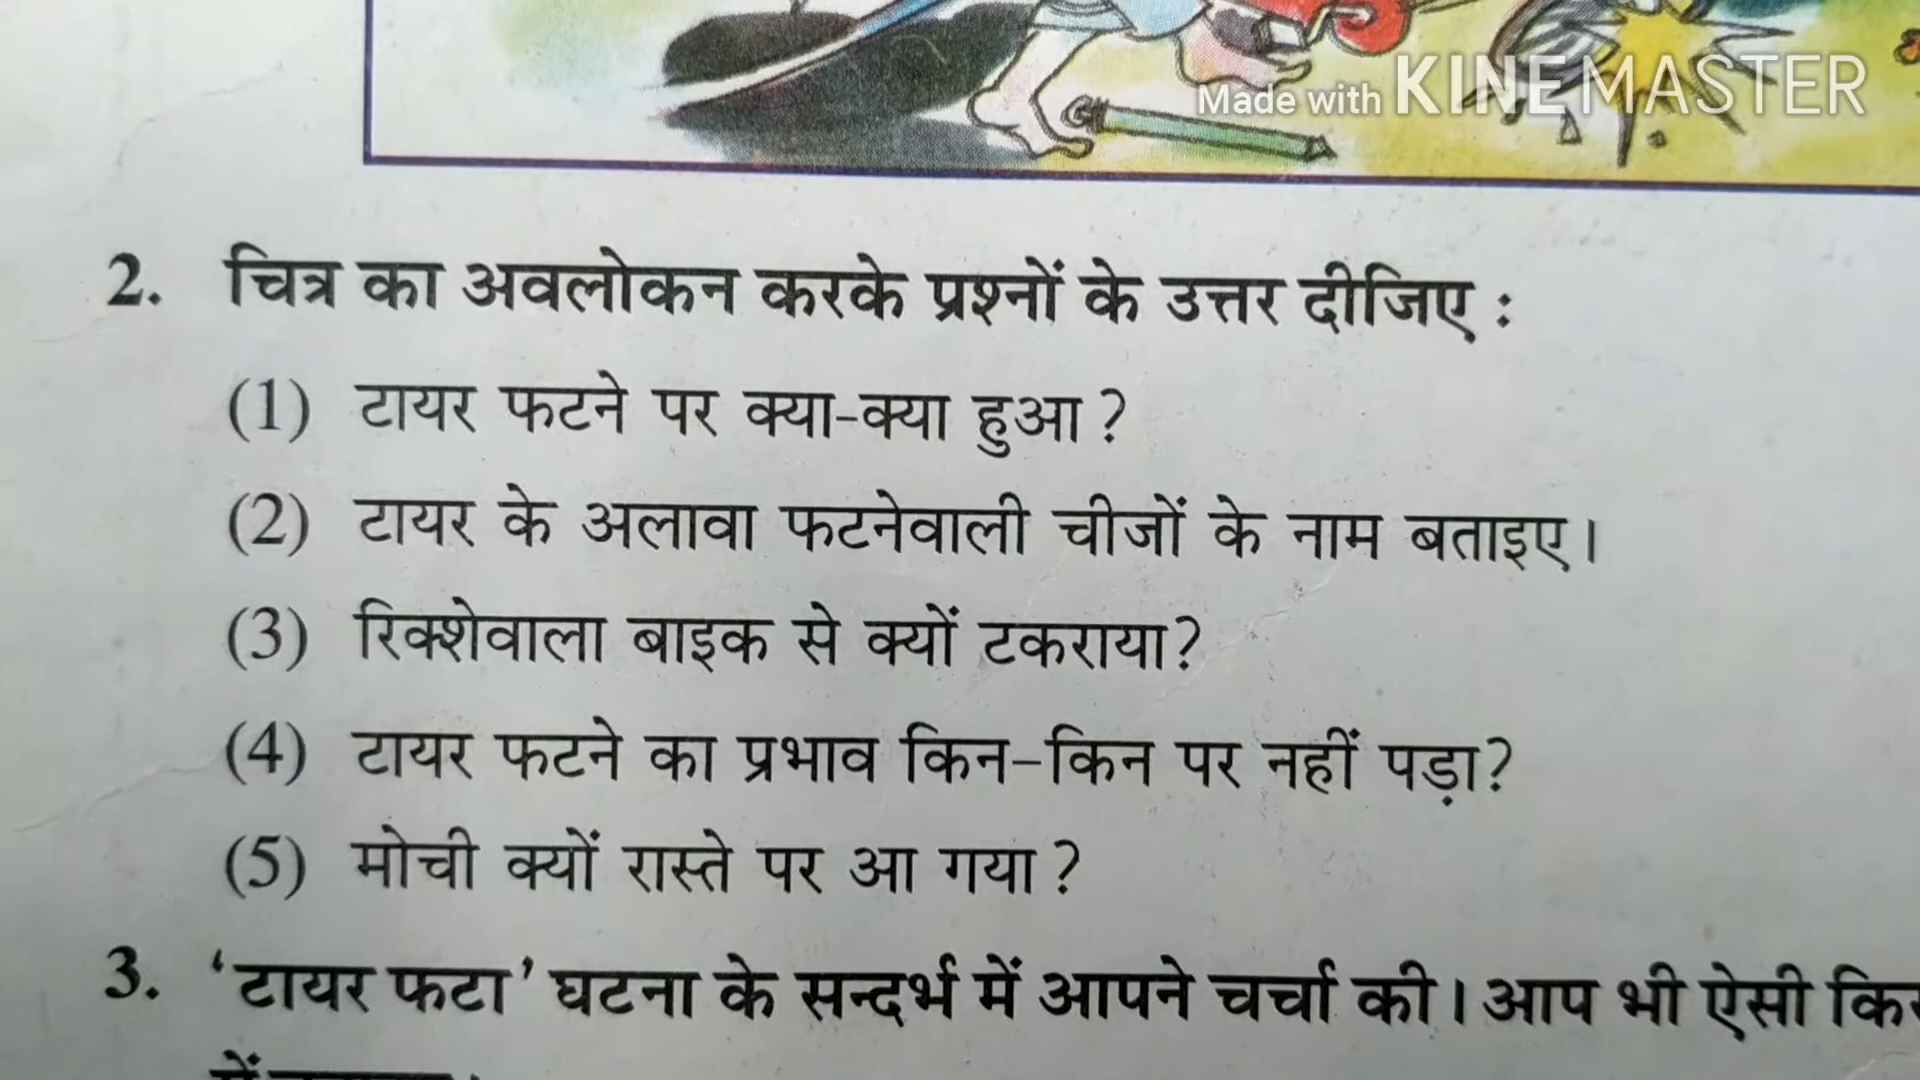 Made with KINEMASTER
2. चित्र का अवलोकन करके प्रश्नों के उत्तर दीजिए :
(1) टायर फटने पर क्या-क्या हुआ ?
(2) टायर के अलावा फटनेवाली चीजों के नाम बताइए।
(3) रिक्शेवाला बाइक से क्यों टकराया?
(4) टायर फटने का प्रभाव किन-किन पर नहीं पड़ा?
(5) मोची क्यों रास्ते पर आ गया ?
3. 'टायर फटा' घटना के सन्दर्भ में आपने चर्चा की। आप भी ऐसी
में